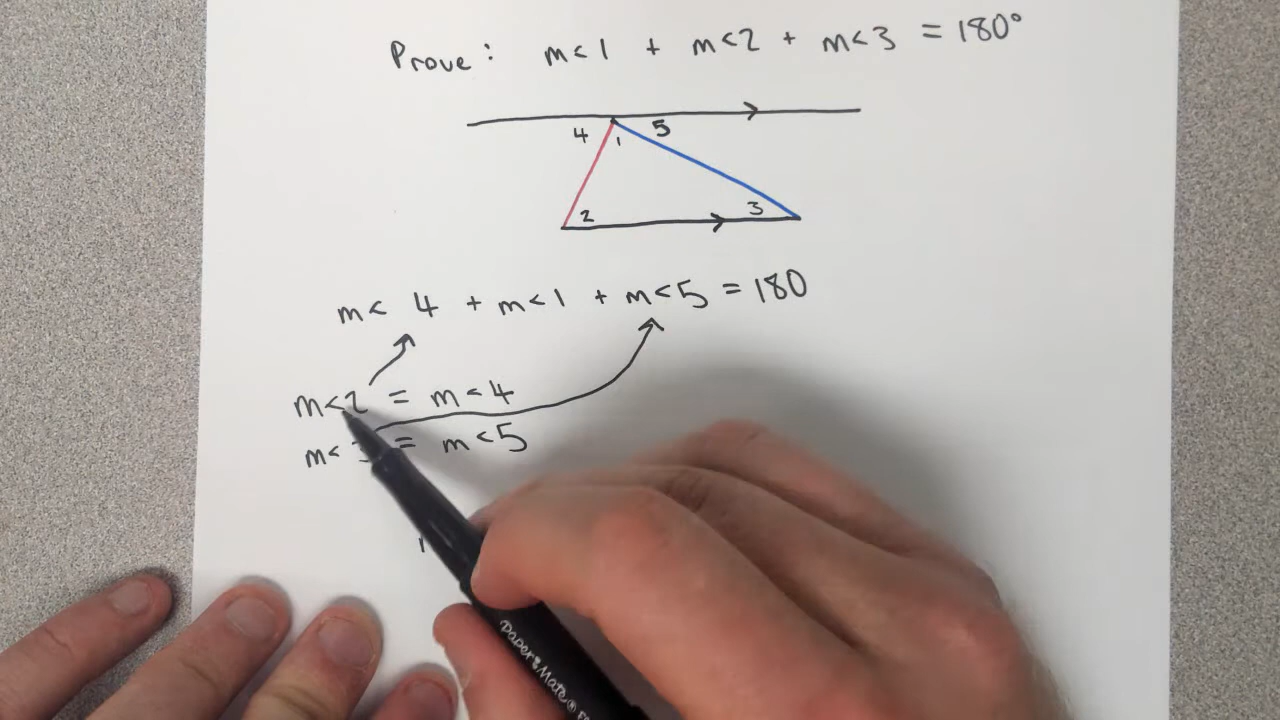 Prove: m<1 + m<2 + m<3 = 180°
4 1 5
2 3
m< 4 + m<1 + m<5 = 180
m<2 = m<4
m< = m<5
Paper Mate®